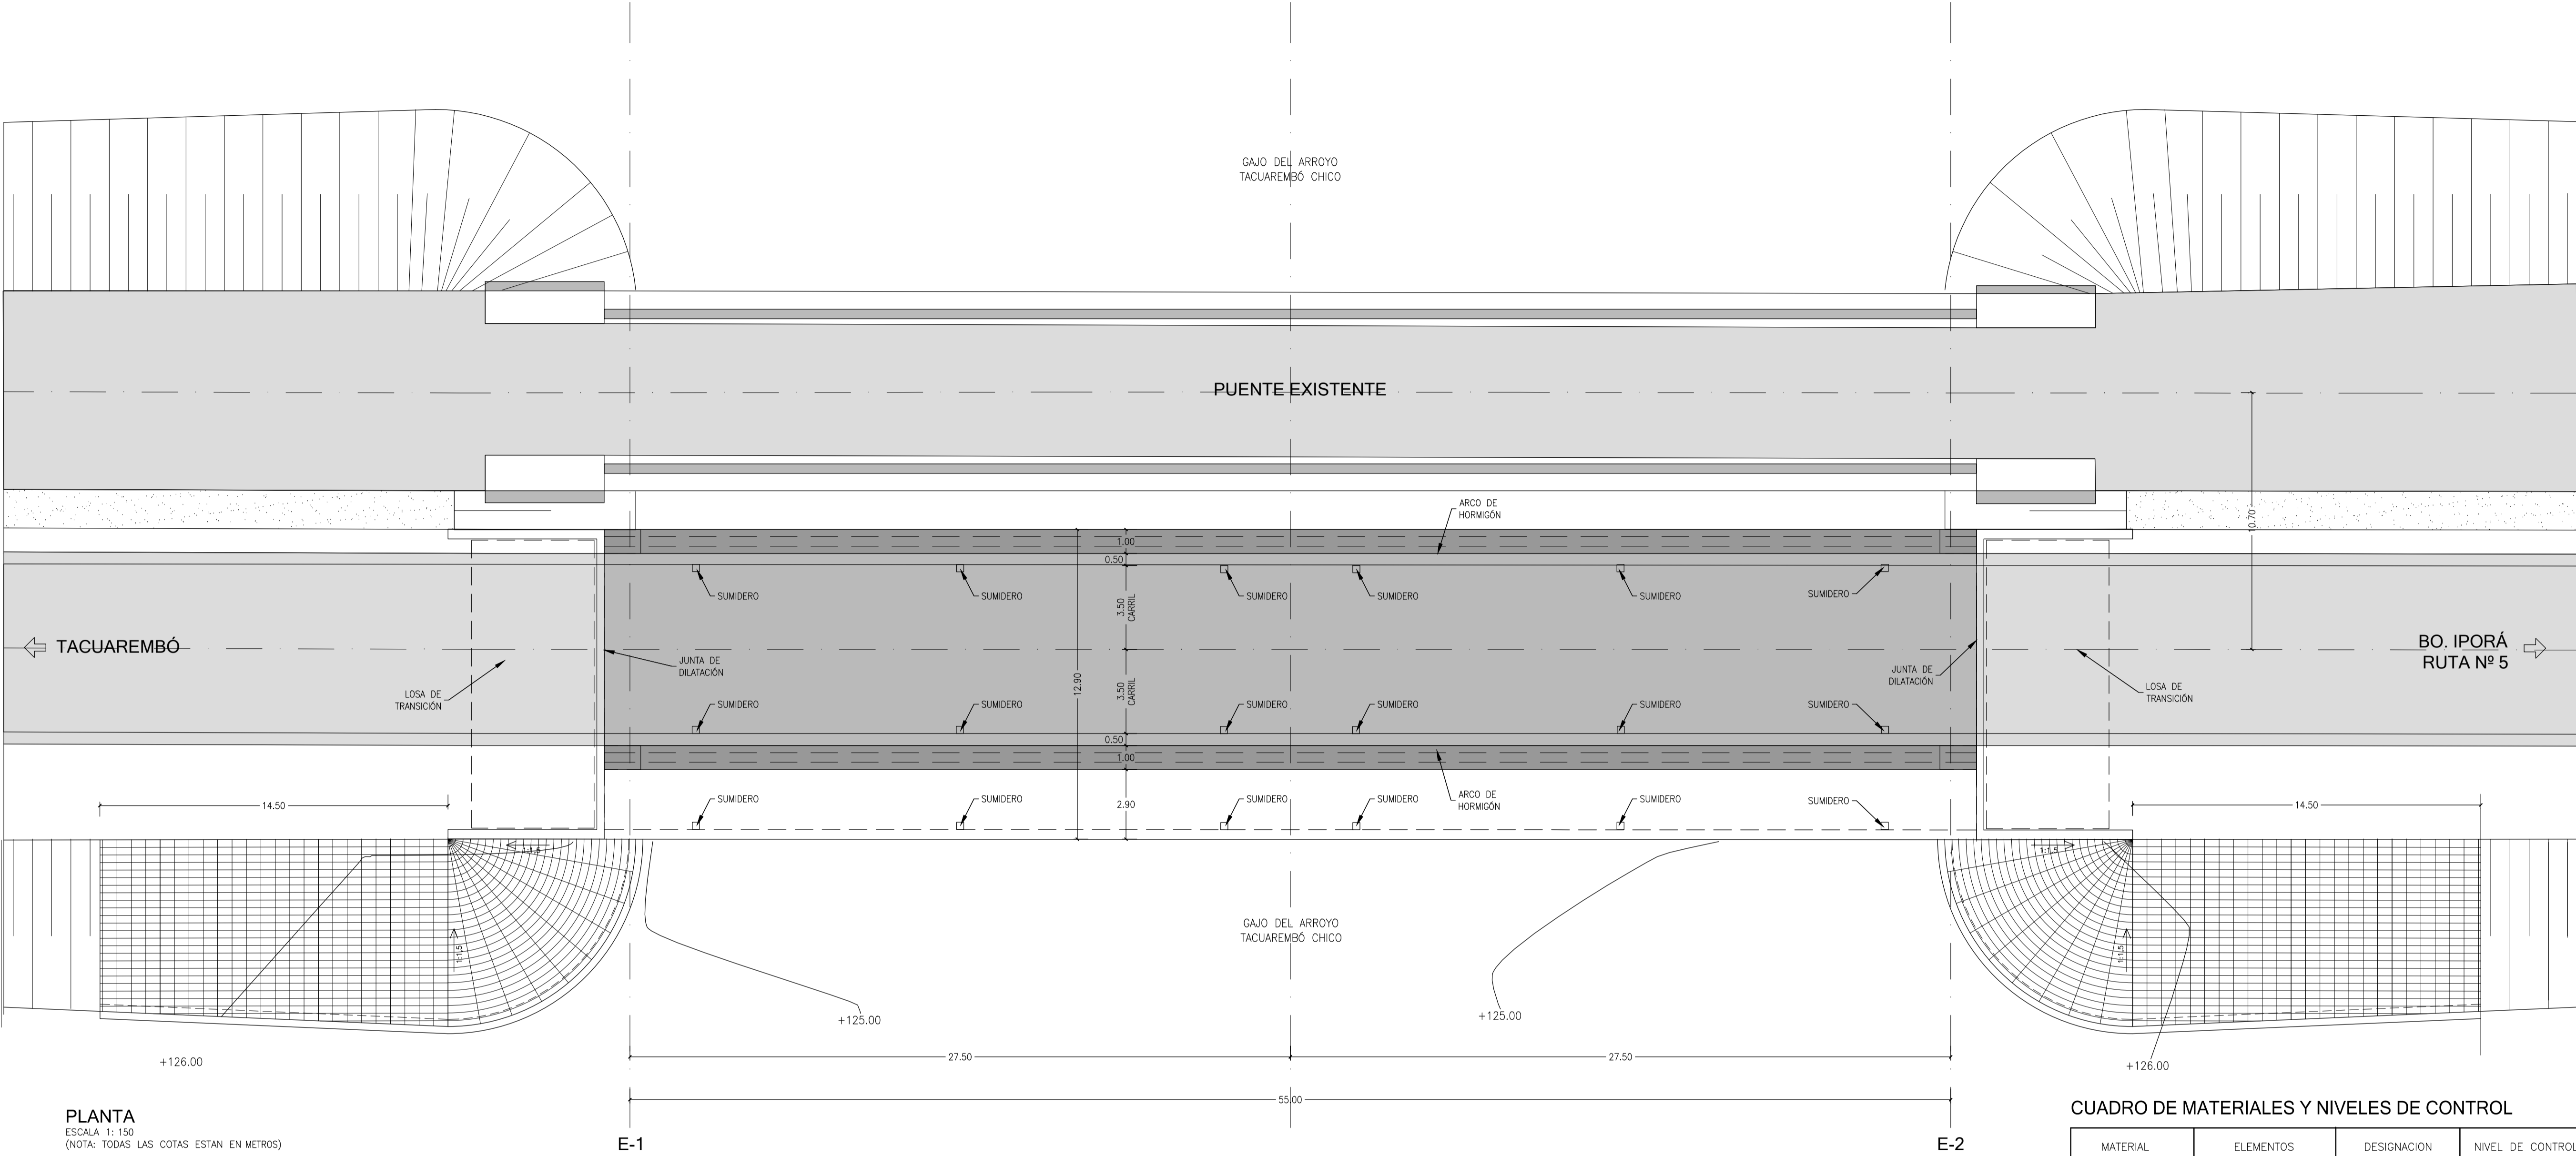 GAJO DEL ARROYO
TACUAREMBÓ CHICO
PUENTE EXISTENTE
10.70
ARCO DE
HORMIGÓN
1.00
0.50
SUMIDERO
SUMIDERO
SUMIDERO
SUMIDERO
SUMIDERO
SUMIDERO
3.50
CARRIL
TACUAREMBÓ
BO. IPORÁ
RUTA Nº 5
JUNTA DE
DILATACIÓN
JUNTA DE
DILATACIÓN
LOSA DE
TRANSICIÓN
LOSA DE
TRANSICIÓN
12.90
3.50
CARRIL
SUMIDERO
SUMIDERO
SUMIDERO
SUMIDERO
SUMIDERO
SUMIDERO
0.50
1.00
ARCO DE
HORMIGÓN
14.50
SUMIDERO
SUMIDERO
2.90
SUMIDERO
SUMIDERO
SUMIDERO
SUMIDERO
14.50
1:1,5
1:1,5
1:1,5
1:1,5
GAJO DEL ARROYO
TACUAREMBÓ CHICO
+125.00
+125.00
+126.00
+126.00
27.50
27.50
55.00
E-1
E-2
PLANTA
ESCALA 1: 150
(NOTA: TODAS LAS COTAS ESTAN EN METROS)
CUADRO DE MATERIALES Y NIVELES DE CONTROL
MATERIAL ELEMENTOS DESIGNACION NIVEL DE CONTROL